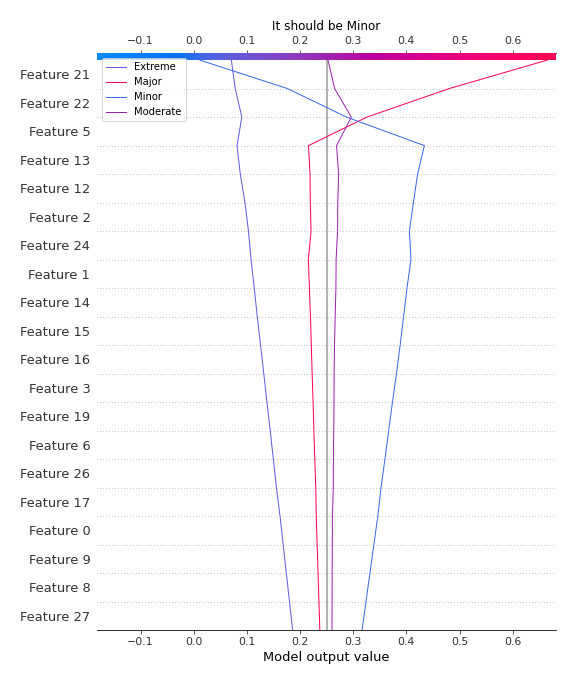 It should be Minor
−0.1 0.0 0.1 0.2 0.3 0.4 0.5 0.6
Extreme
Major
Minor
Moderate
Feature 21
Feature 22
Feature 5
Feature 13
Feature 12
Feature 2
Feature 24
Feature 1
Feature 14
Feature 15
Feature 16
Feature 3
Feature 19
Feature 6
Feature 26
Feature 17
Feature 0
Feature 9
Feature 8
Feature 27
−0.1 0.0 0.1 0.2 0.3 0.4 0.5 0.6
Model output value